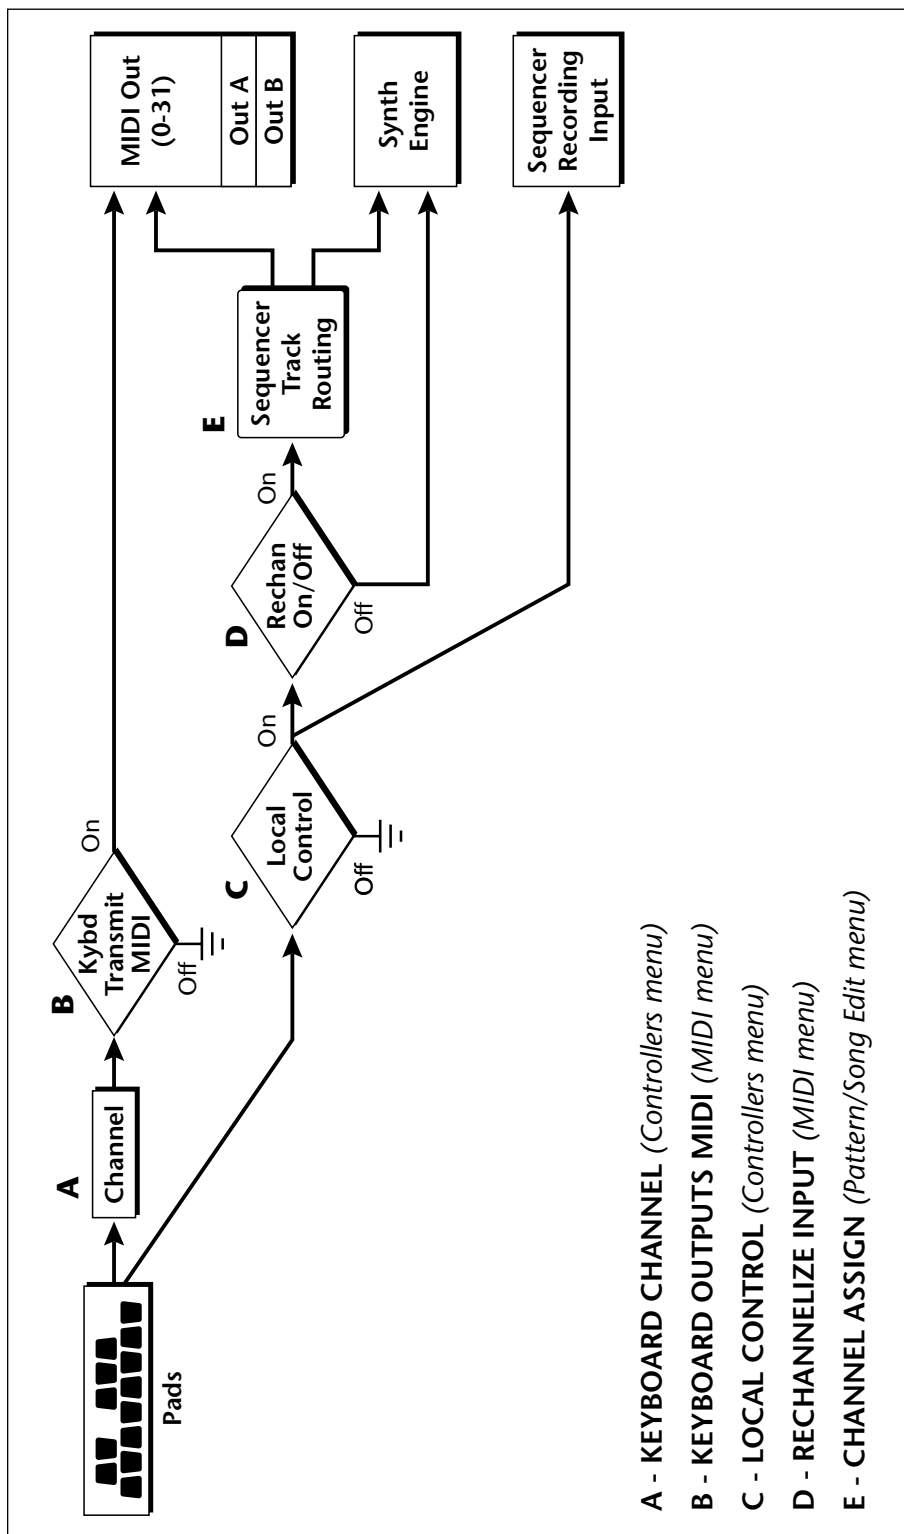 Pads
A
Channel
B
Kybd
Transmit
MIDI
On
Off
MIDI Out
(0-31)
Out A
Out B
C
Local
Control
On
Off
D
Rechan
On/Off
On
Off
E
Sequencer
Track
Routing
Synth
Engine
Sequencer
Recording
Input
A - KEYBOARD CHANNEL (Controllers menu)
B - KEYBOARD OUTPUTS MIDI (MIDI menu)
C - LOCAL CONTROL (Controllers menu)
D - RECHANNELIZE INPUT (MIDI menu)
E - CHANNEL ASSIGN (Pattern/Song Edit menu)